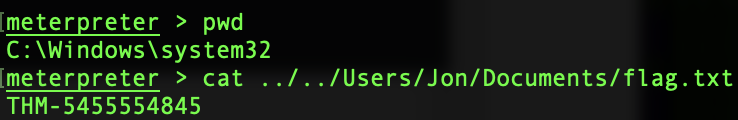 meterpreter > pwd
C:\Windows\system32
meterpreter > cat ../../Users/Jon/Documents/flag.txt
THM-5455554845